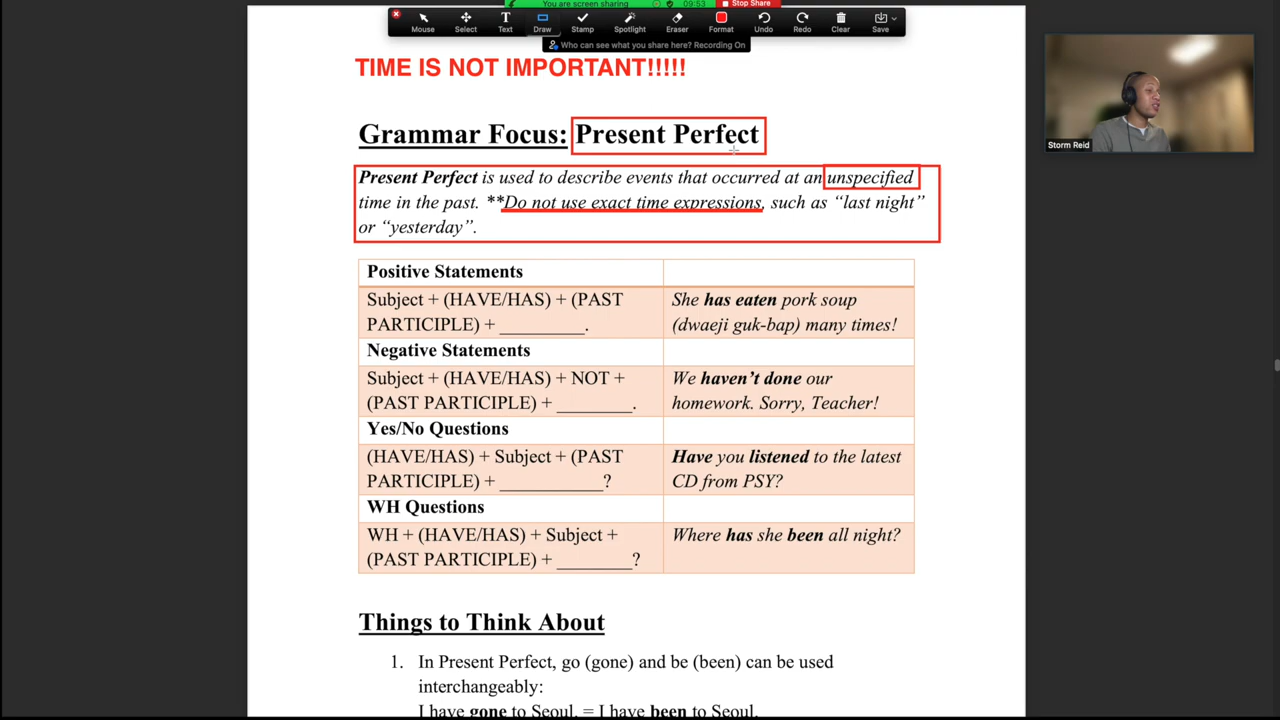 You are screen sharing
09:53
Stop Share
Mouse
Select
Text
Draw
Stamp
Spotlight
Eraser
Format
Undo
Redo
Clear
Save
Who can see what you share here? Recording On
TIME IS NOT IMPORTANT!!!!!
Grammar Focus: Present Perfect
Present Perfect is used to describe events that occurred at an unspecified
time in the past. **Do not use exact time expressions, such as “last night”
or “yesterday”.
Positive Statements
Subject + (HAVE/HAS) + (PAST
PARTICIPLE) + _________.
She has eaten pork soup
(dwaeji guk-bap) many times!
Negative Statements
Subject + (HAVE/HAS) + NOT +
(PAST PARTICIPLE) + ________.
We haven’t done our
homework. Sorry, Teacher!
Yes/No Questions
(HAVE/HAS) + Subject + (PAST
PARTICIPLE) + ___________?
Have you listened to the latest
CD from PSY?
WH Questions
WH + (HAVE/HAS) + Subject +
(PAST PARTICIPLE) + ________?
Where has she been all night?
Things to Think About
1. In Present Perfect, go (gone) and be (been) can be used
interchangeably:
I have gone to Seoul. = I have been to Seoul.
Storm Reid